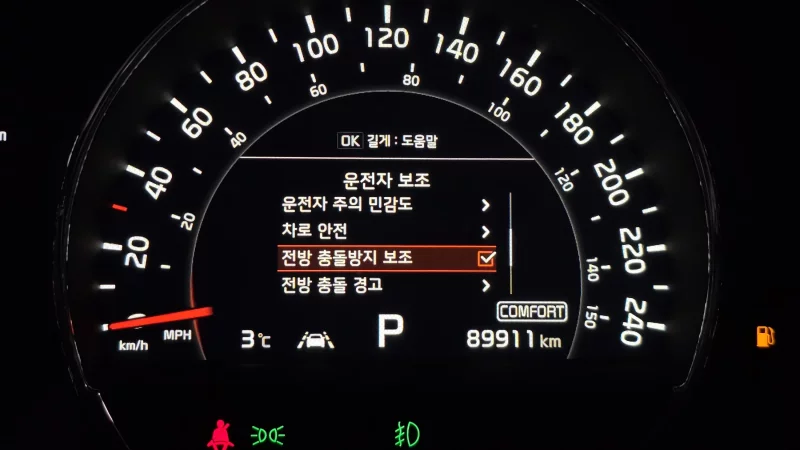 100 120 140
80 160
60 180
40 200
20 220
0 240
60 80
40 100
20 120
140
150
OK 길게 : 도움말
운전자 보조
운전자 주의 민감도
차로 안전
전방 충돌방지 보조
전방 충돌 경고
COMFORT
MPH
km/h
3℃
P
89911 km